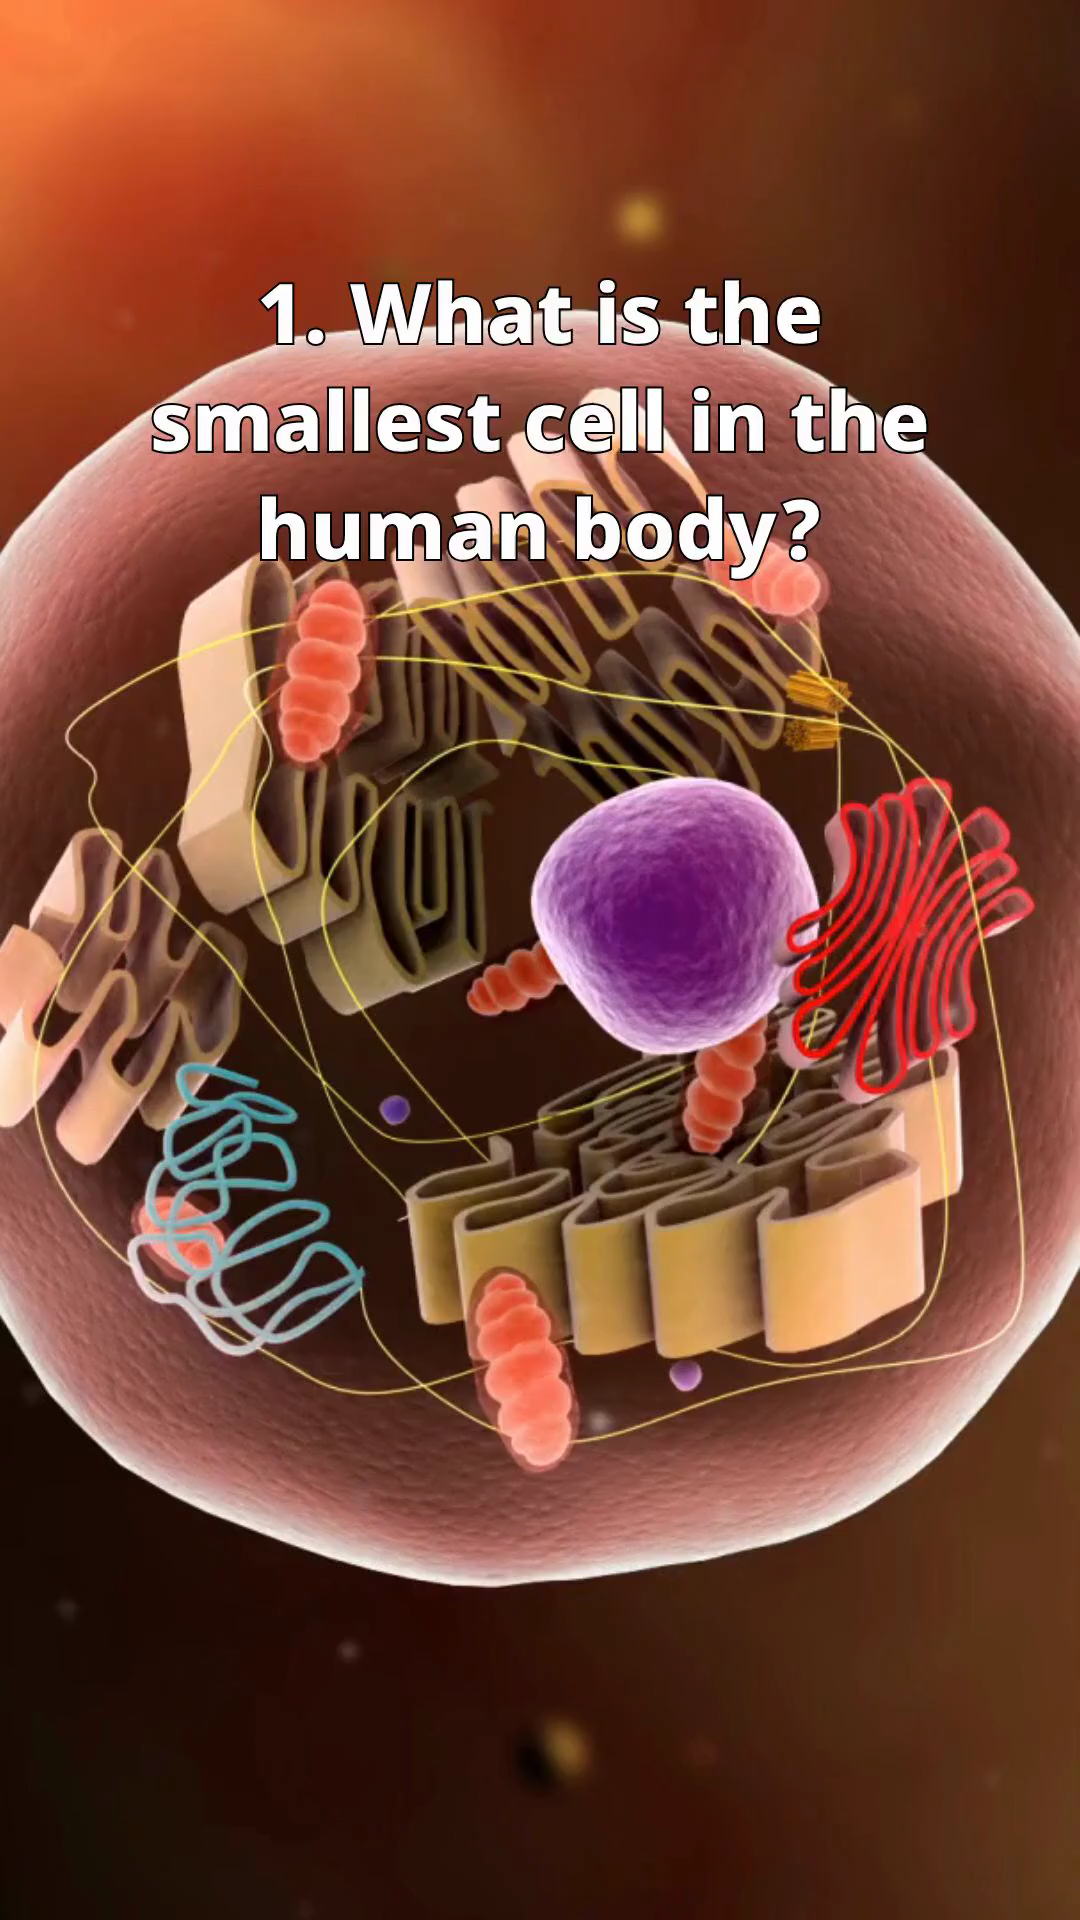 1. What is the
smallest cell in the
human body?